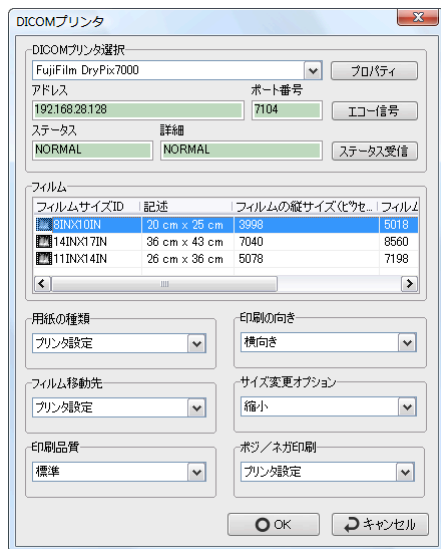 DICOMプリンタ
DICOMプリンタ選択
FujiFilm DryPix7000
プロパティ
アドレス ポート番号
192.168.28.128 7104 エコー信号
ステータス 詳細
NORMAL NORMAL ステータス受信
フィルム
フィルムサイズID 記述 フィルムの縦サイズ(ピクセ... フィルム
8INX10IN 20 cm x 25 cm 3998 5018
14INX17IN 36 cm x 43 cm 7040 8560
11INX14IN 26 cm x 36 cm 5078 7198
用紙の種類 印刷の向き
プリンタ設定 横向き
フィルム移動先 サイズ変更オプション
プリンタ設定 縮小
印刷品質 ポジ／ネガ印刷
標準 プリンタ設定
OK キャンセル